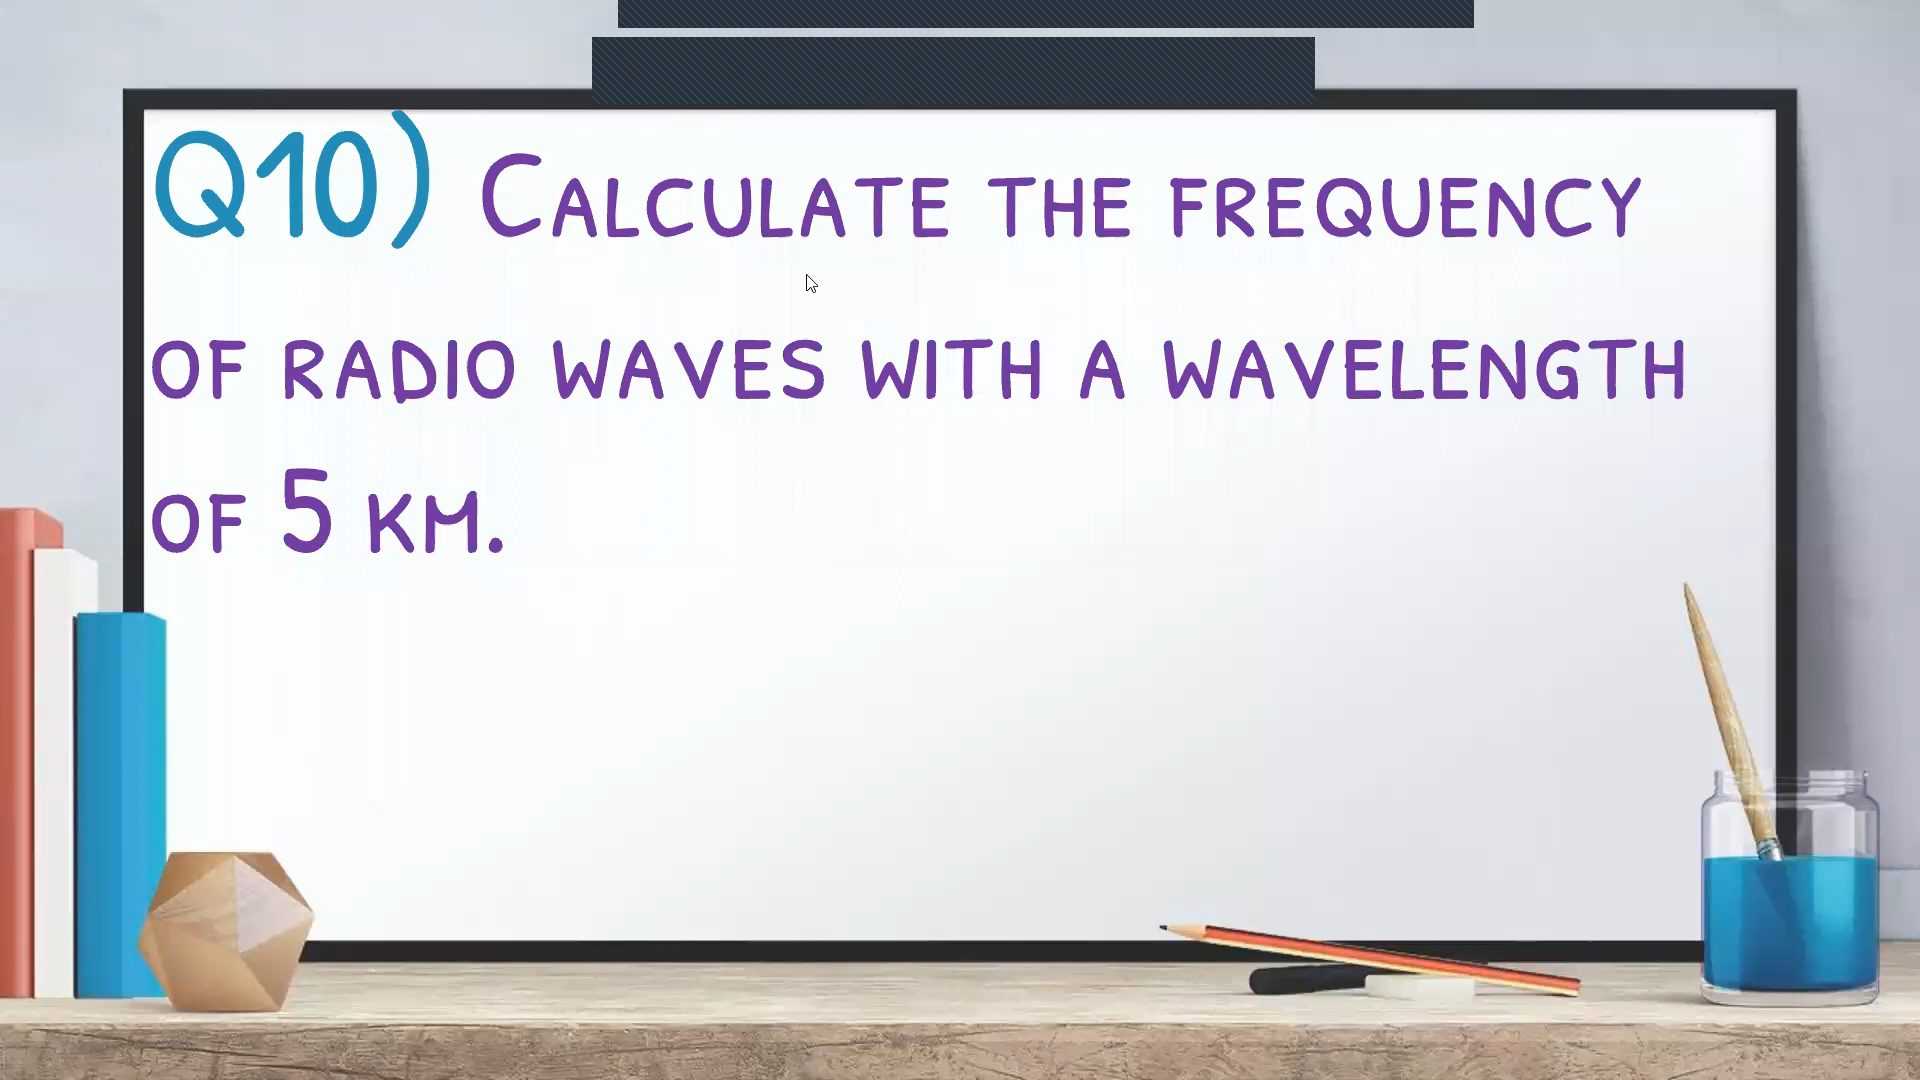 Q10) Calculate the frequency
of radio waves with a wavelength
of 5 km.